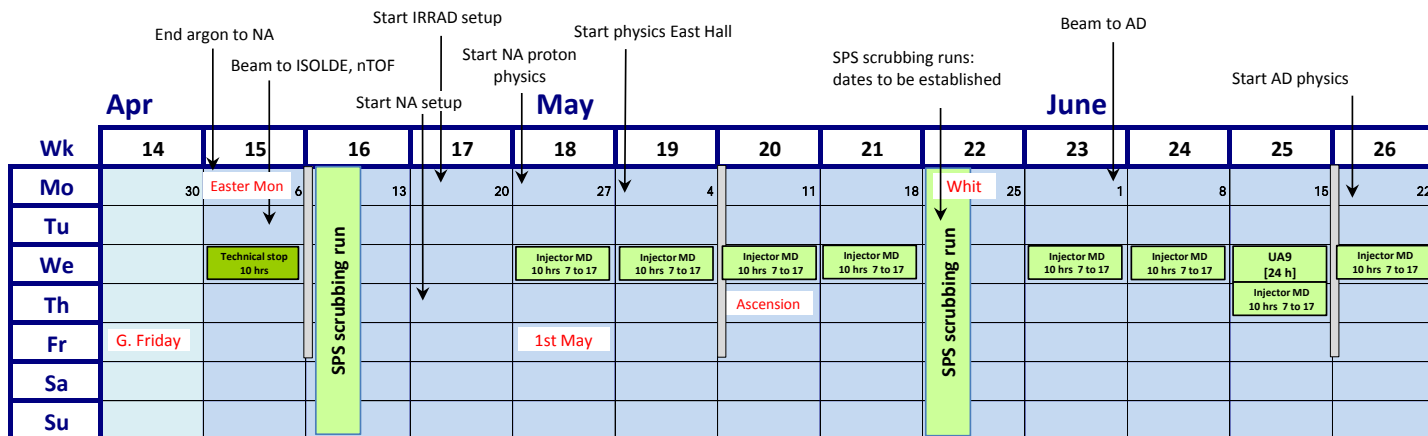 Start IRRAD setup
End argon to NA
Start physics East Hall
Beam to AD
Beam to ISOLDE, nTOF
Start NA proton
physics
SPS scrubbing runs:
dates to be established
Start NA setup
Start AD physics
Apr May June
Wk 14 15 16 17 18 19 20 21 22 23 24 25 26
Mo 30 Easter Mon 6 13 20 27 4 11 18 Whit 25 1 8 15 22
Tu
We Technical stop Injector MD Injector MD Injector MD Injector MD Injector MD Injector MD UA9 Injector MD
10 hrs 10 hrs 7 to 17 10 hrs 7 to 17 10 hrs 7 to 17 10 hrs 7 to 17 10 hrs 7 to 17 10 hrs 7 to 17 [24 h] 10 hrs 7 to 17
Th Ascension Injector MD
10 hrs 7 to 17
Fr G. Friday 1st May
Sa
Su
SPS scrubbing run
SPS scrubbing run